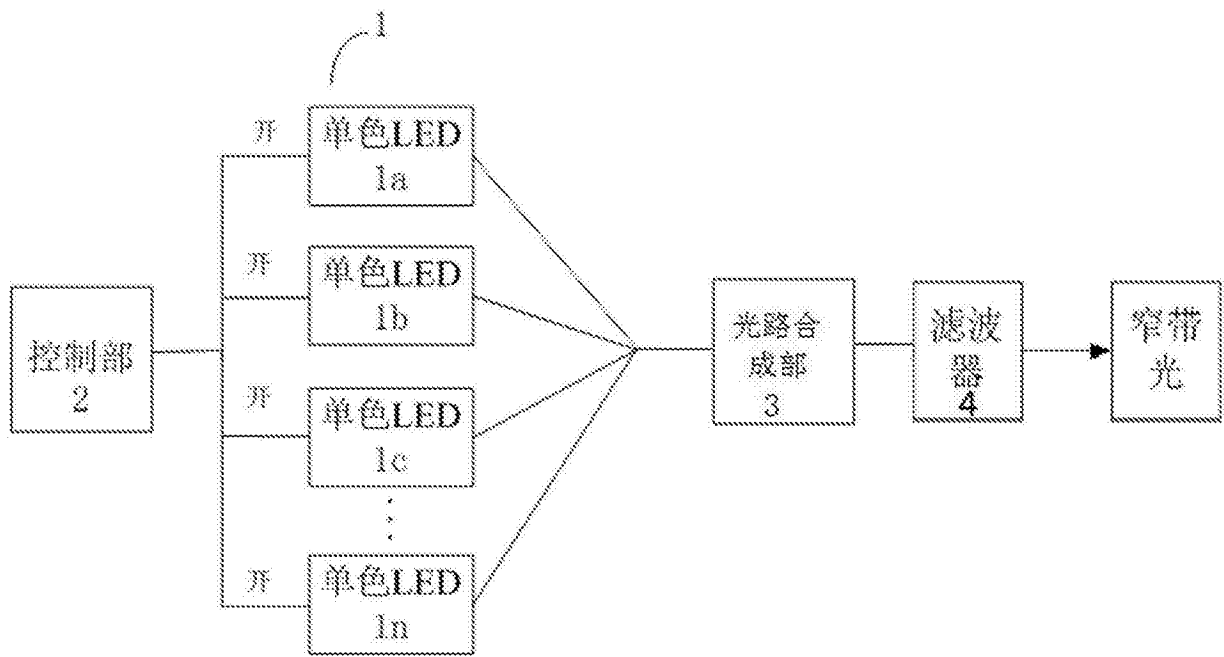 1
开
单色LED
1a
开
单色LED
1b
控制部
2
开
单色LED
1c
⋮
开
单色LED
1n
光路合
成部
3
滤波
器
4
窄带
光